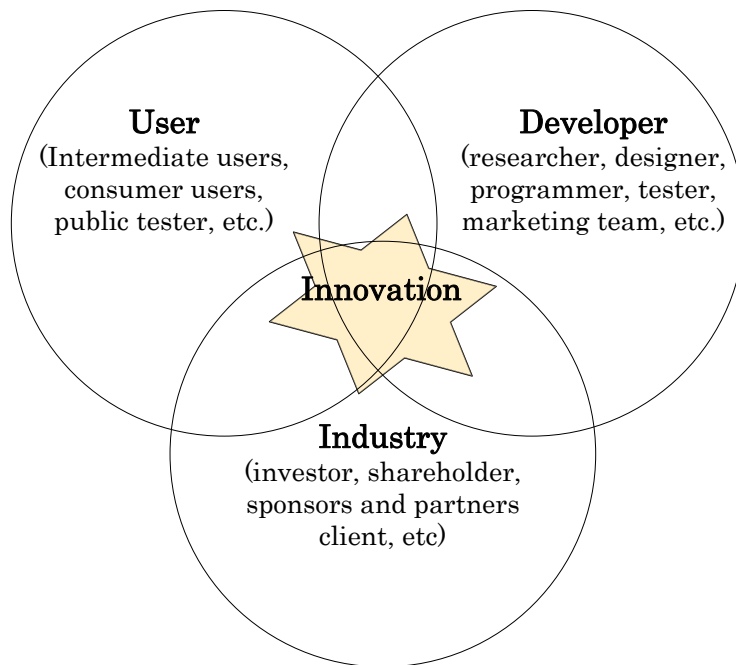 User
(Intermediate users,
consumer users,
public tester, etc.)
Developer
(researcher, designer,
programmer, tester,
marketing team, etc.)
Innovation
Industry
(investor, shareholder,
sponsors and partners
client, etc)